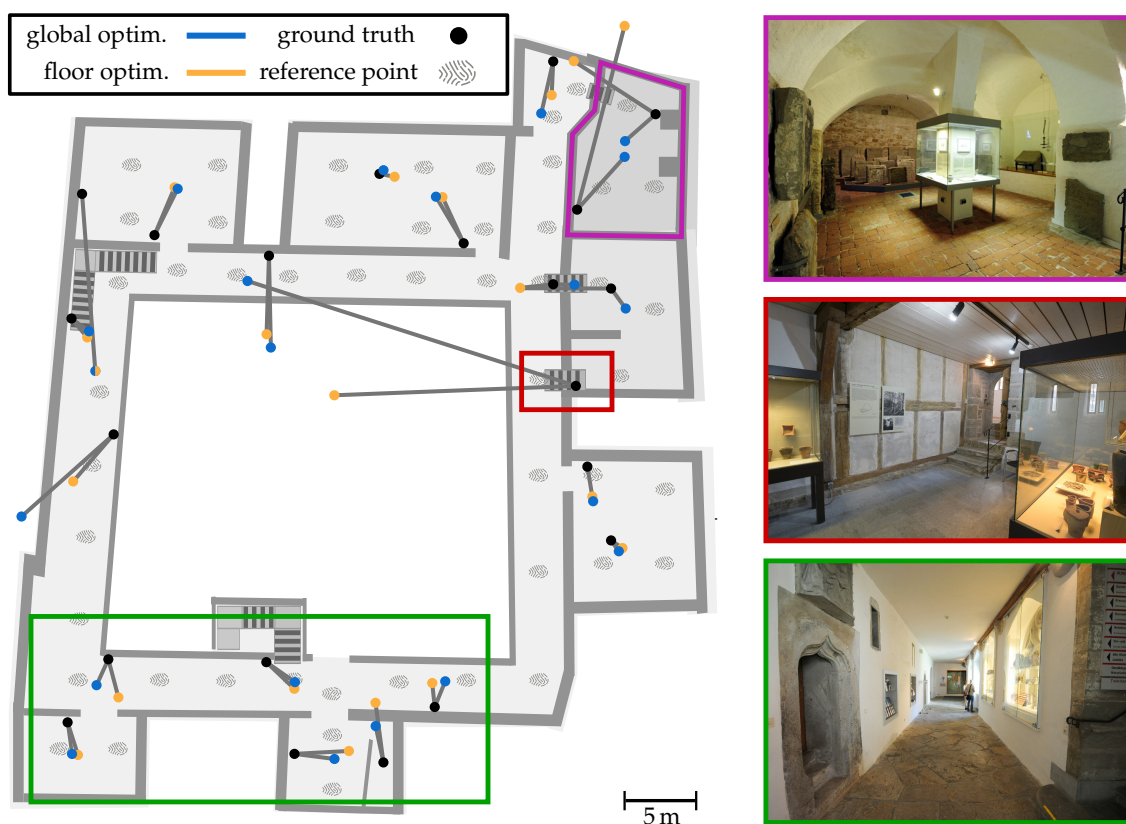 global optim. ground truth
floor optim. reference point
5 m